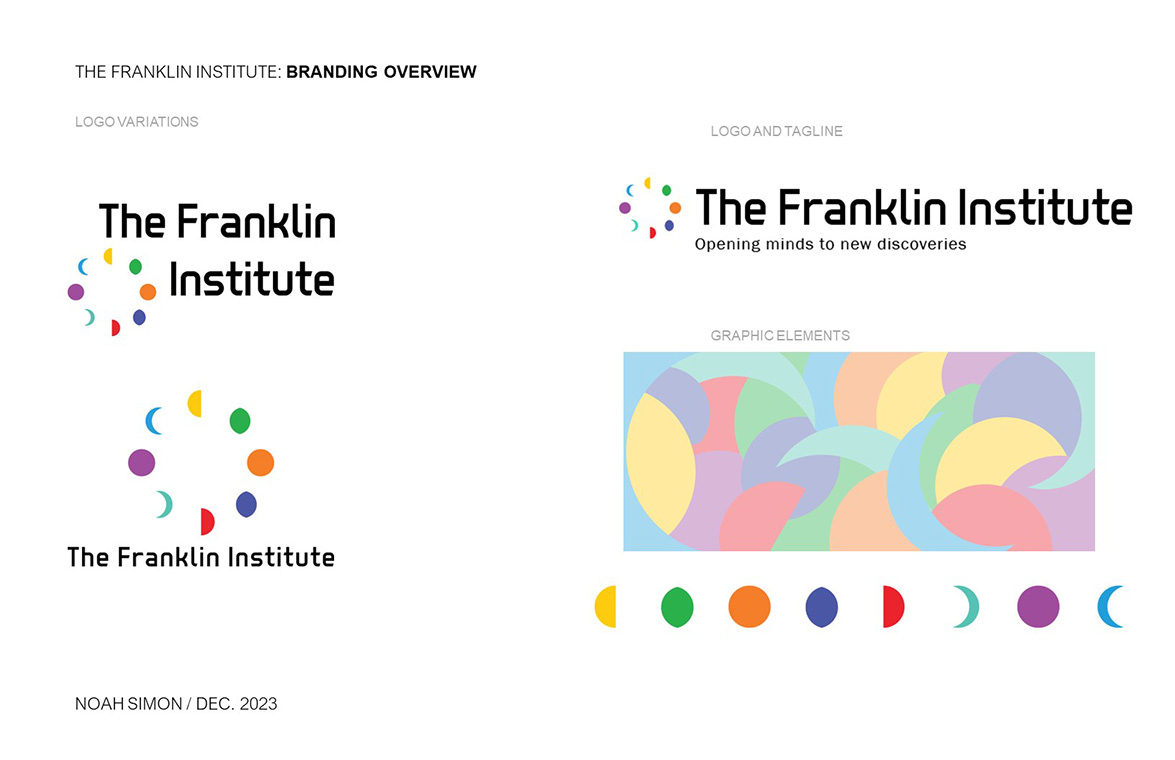 THE FRANKLIN INSTITUTE: BRANDING OVERVIEW
LOGO VARIATIONS
The Franklin
Institute
The Franklin Institute
LOGO AND TAGLINE
The Franklin Institute
Opening minds to new discoveries
GRAPHIC ELEMENTS
NOAH SIMON / DEC. 2023